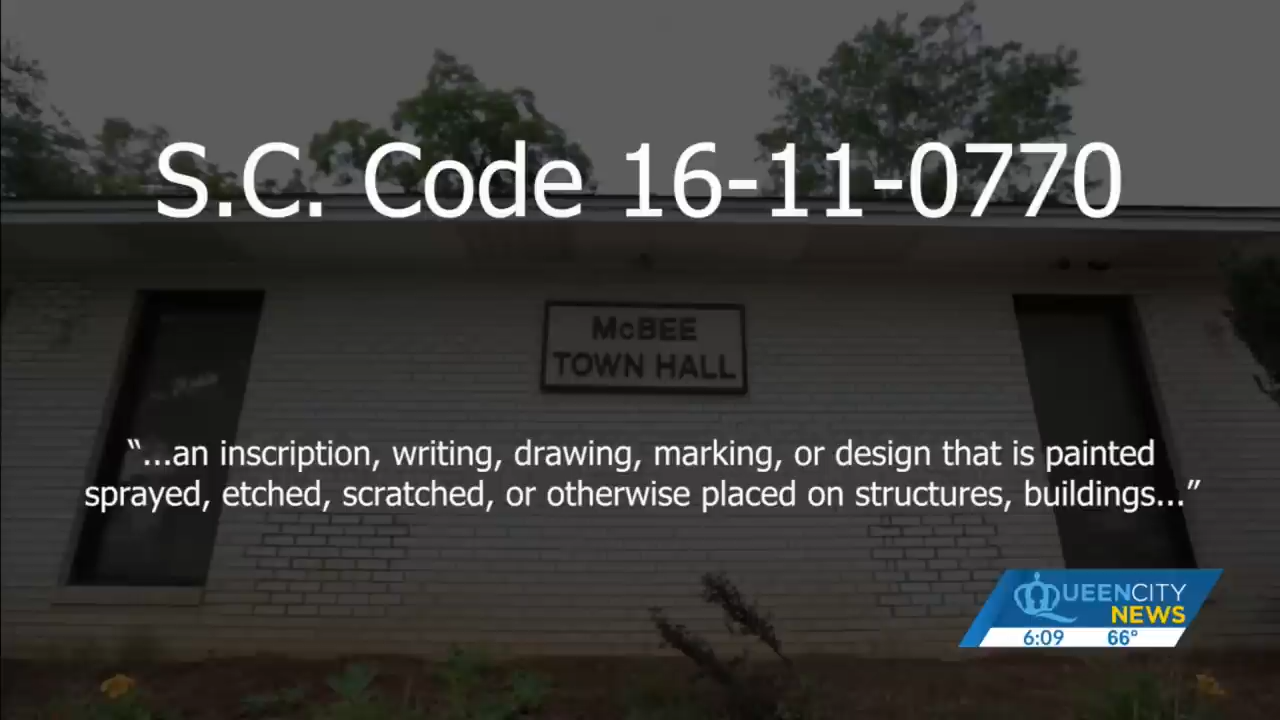 S.C. Code 16-11-0770
McBEE
TOWN HALL
“...an inscription, writing, drawing, marking, or design that is painted
sprayed, etched, scratched, or otherwise placed on structures, buildings...”
QUEENCITY
NEWS
6:09 66°